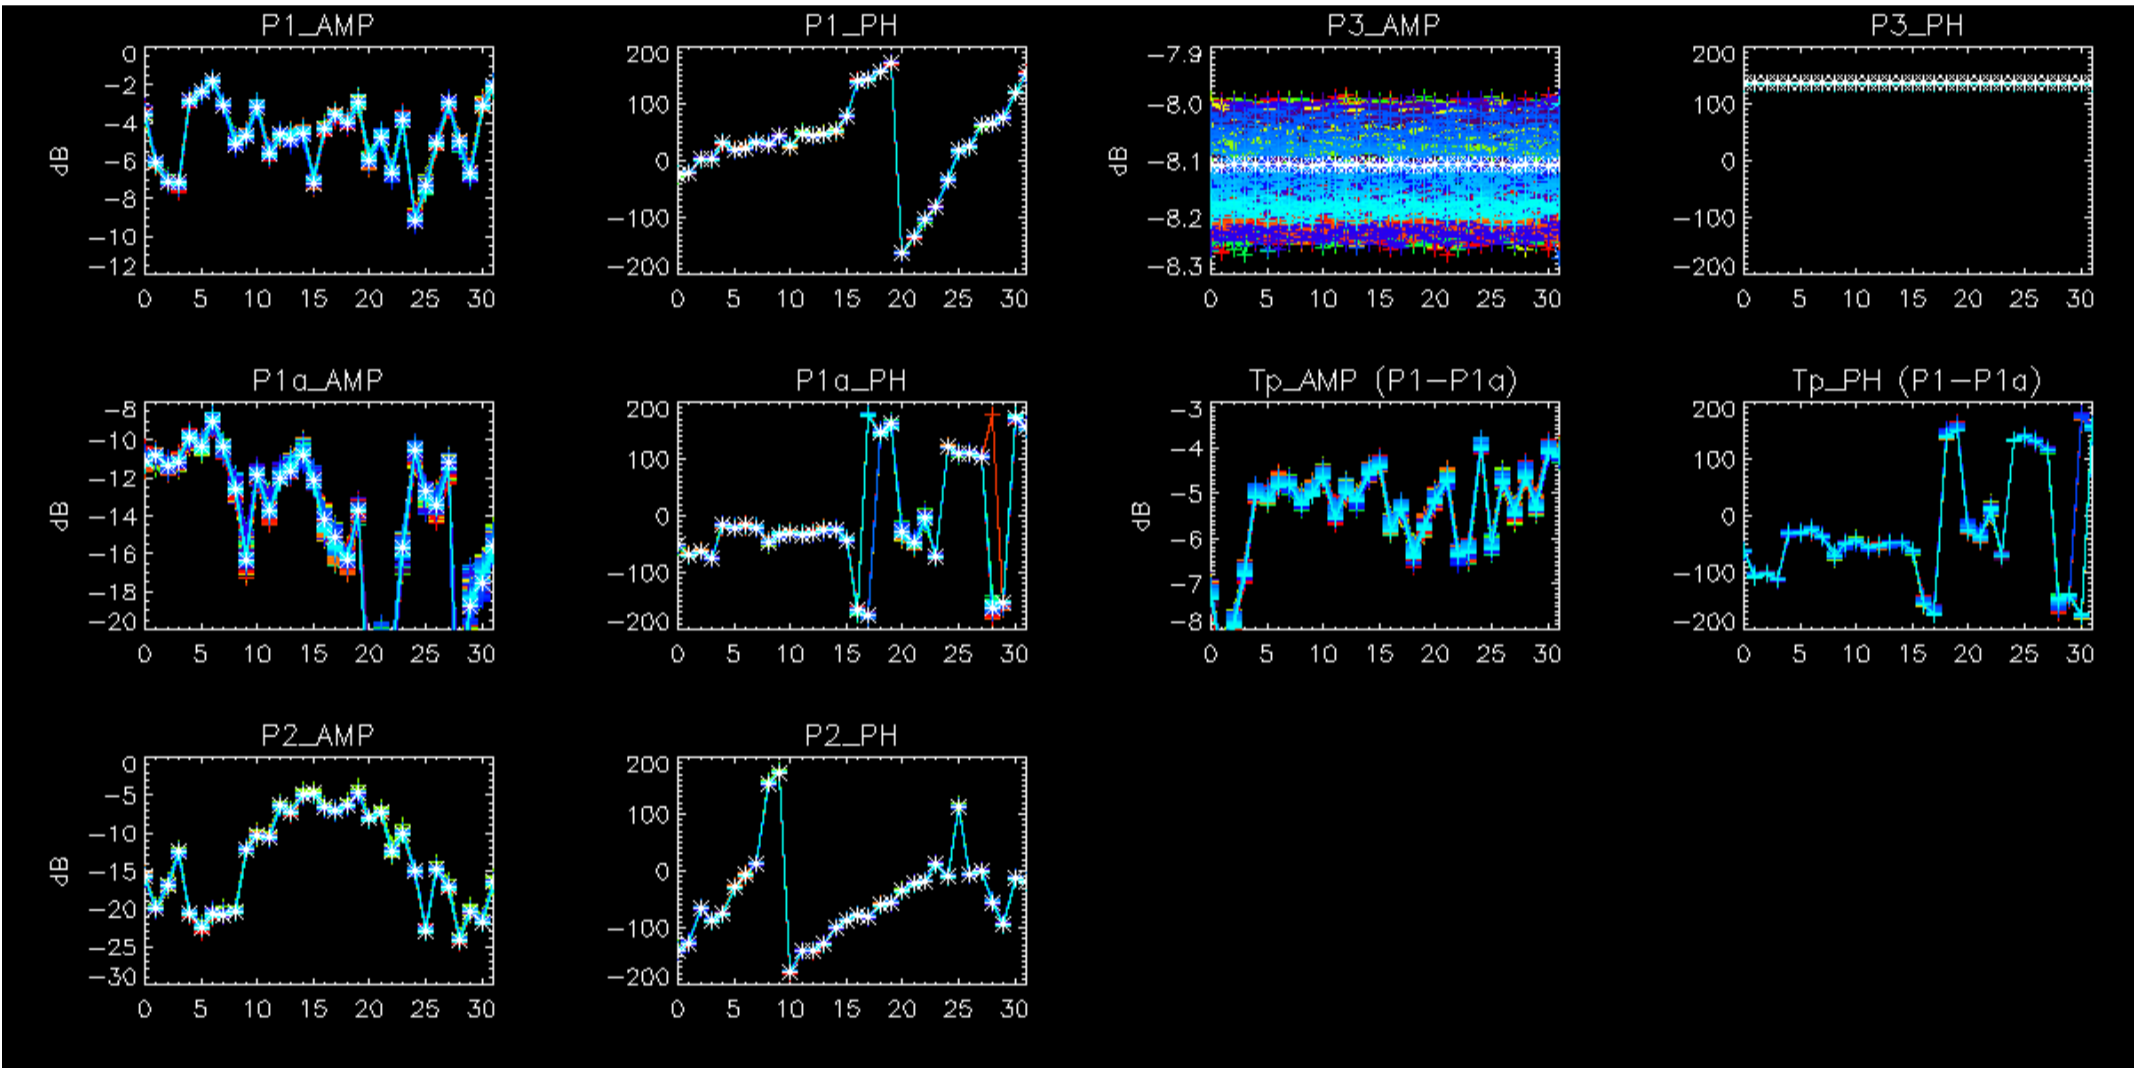 P1_AMP
P1_PH
P3_AMP
P3_PH
0
−2
−4
−6
−8
−10
−12
dB
0 5 10 15 20 25 30
200
100
0
−100
−200
0 5 10 15 20 25 30
−7.9
−8.0
−8.1
−8.2
−8.3
dB
0 5 10 15 20 25 30
200
100
0
−100
−200
0 5 10 15 20 25 30
P1a_AMP
P1a_PH
Tp_AMP (P1−P1a)
Tp_PH (P1−P1a)
−8
−10
−12
−14
−16
−18
−20
dB
0 5 10 15 20 25 30
200
100
0
−100
−200
0 5 10 15 20 25 30
−3
−4
−5
−6
−7
−8
dB
0 5 10 15 20 25 30
200
100
0
−100
−200
0 5 10 15 20 25 30
P2_AMP
P2_PH
0
−5
−10
−15
−20
−25
−30
dB
0 5 10 15 20 25 30
200
100
0
−100
−200
0 5 10 15 20 25 30